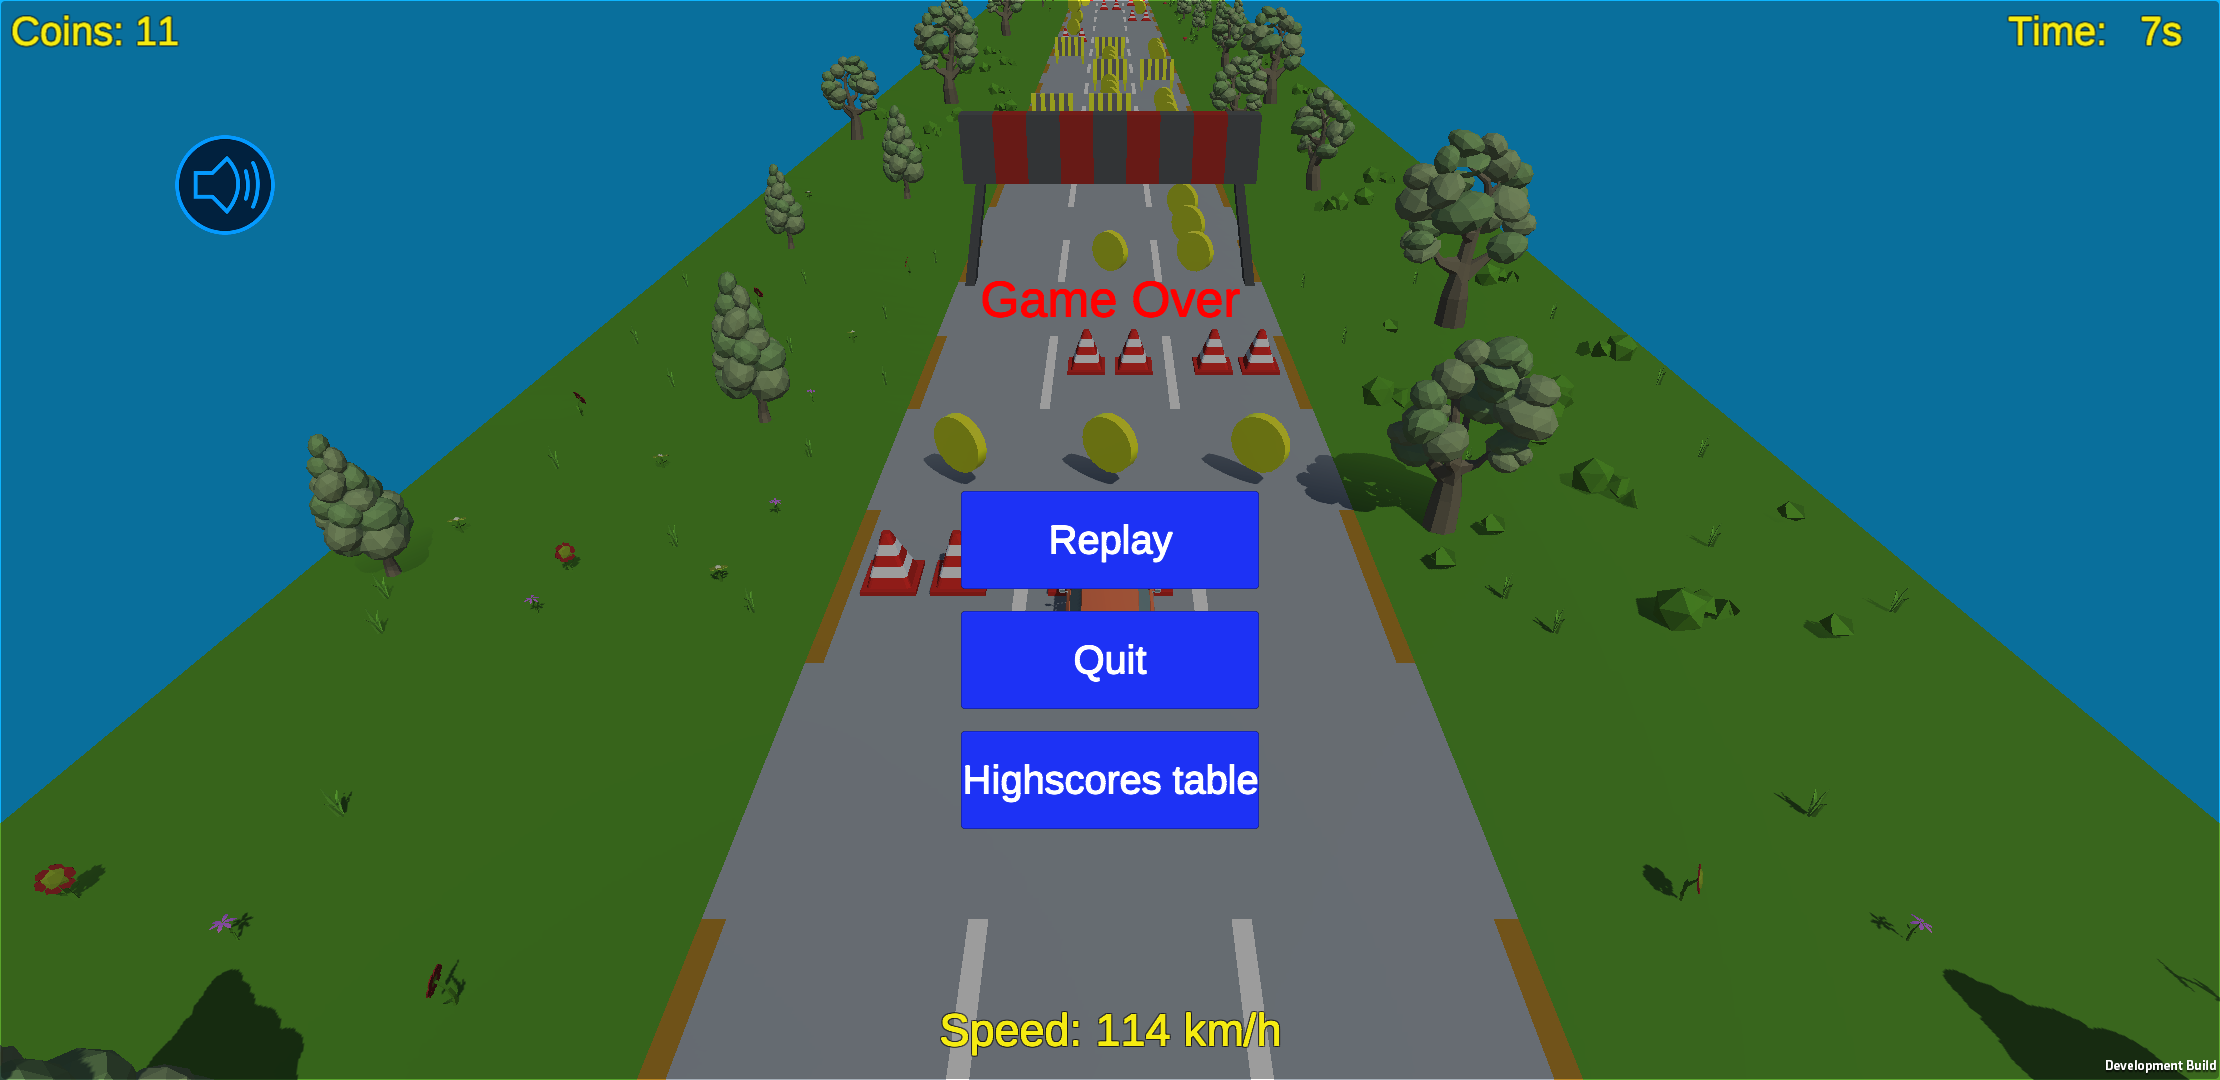 Coins: 11
Time: 7s
Game Over
Replay
Quit
Highscores table
Speed: 114 km/h
Development Build